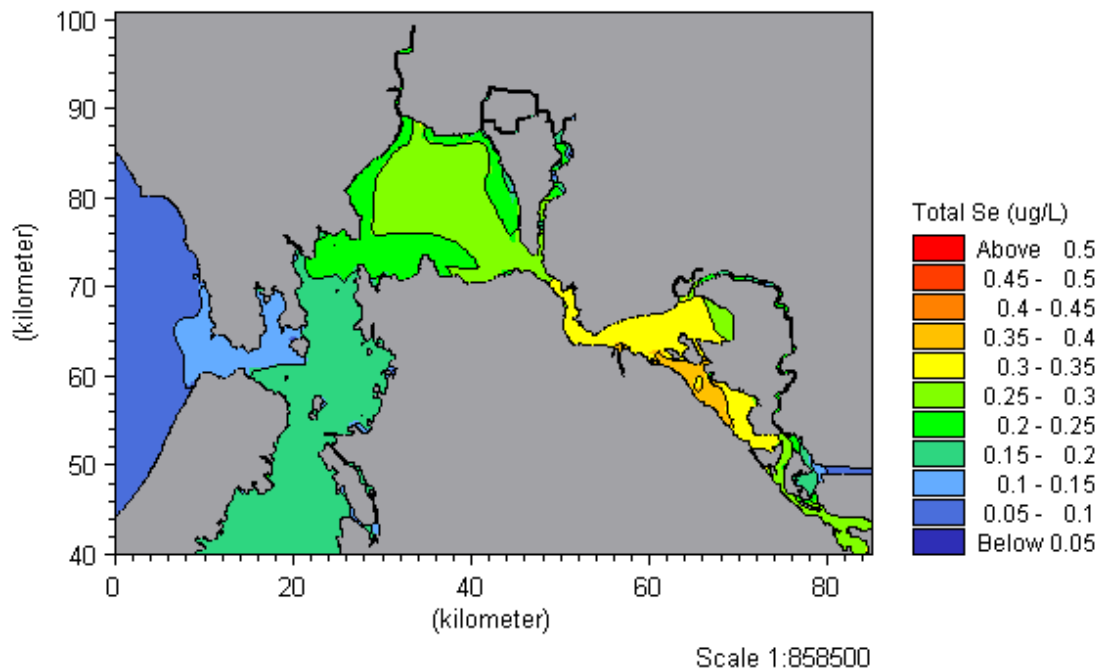 100
90
80
70
60
50
40
(kilometer)
0 20 40 60 80
(kilometer)
Scale 1:858500
Total Se (ug/L)
Above 0.5
0.45 - 0.5
0.4 - 0.45
0.35 - 0.4
0.3 - 0.35
0.25 - 0.3
0.2 - 0.25
0.15 - 0.2
0.1 - 0.15
0.05 - 0.1
Below 0.05